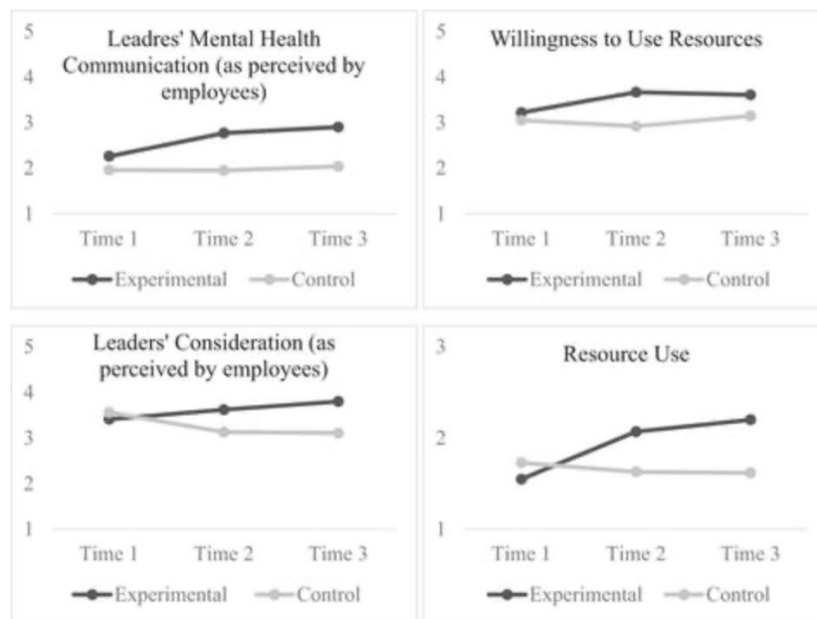 Leadres' Mental Health
Communication (as perceived by
employees)
5
4
3
2
1
Time 1 Time 2 Time 3
Experimental Control
Willingness to Use Resources
5
4
3
2
1
Time 1 Time 2 Time 3
Experimental Control
Leaders' Consideration (as
perceived by employees)
5
4
3
2
1
Time 1 Time 2 Time 3
Experimental Control
Resource Use
3
2
1
Time 1 Time 2 Time 3
Experimental Control